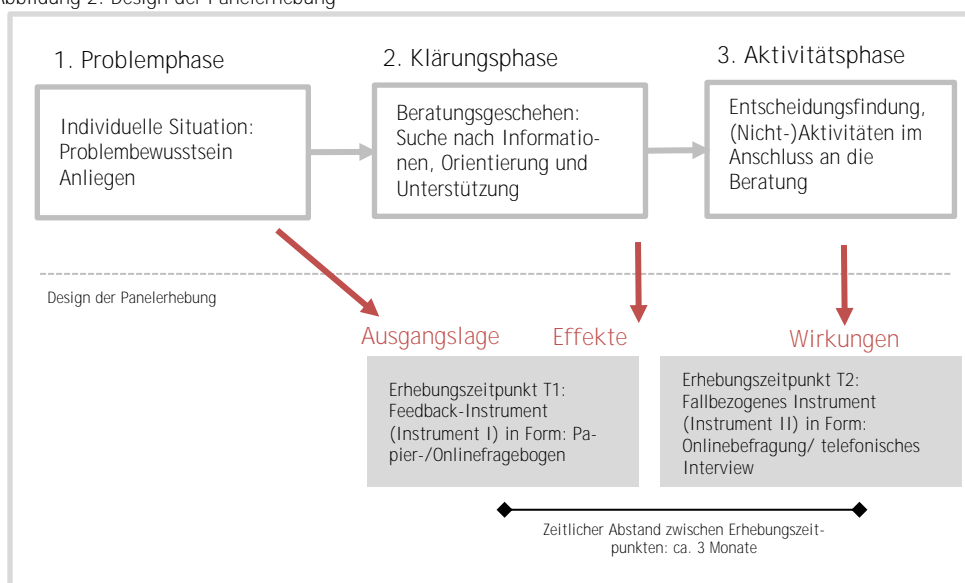 Abbildung 2: Design der Panelerhebung
1. Problemphase
Individuelle Situation:
Problembewusstsein
Anliegen
2. Klärungsphase
Beratungsgeschehen:
Suche nach Informatio-
nen, Orientierung und
Unterstützung
3. Aktivitätsphase
Entscheidungsfindung,
(Nicht-)Aktivitäten im
Anschluss an die
Beratung
Design der Panelerhebung
Ausgangslage
Effekte
Wirkungen
Erhebungszeitpunkt T1:
Feedback-Instrument
(Instrument I) in Form: Pa-
pier-/Onlinefragebogen
Erhebungszeitpunkt T2:
Fallbezogenes Instrument
(Instrument II) in Form:
Onlinebefragung/ telefonisches
Interview
Zeitlicher Abstand zwischen Erhebungszeit-
punkten: ca. 3 Monate